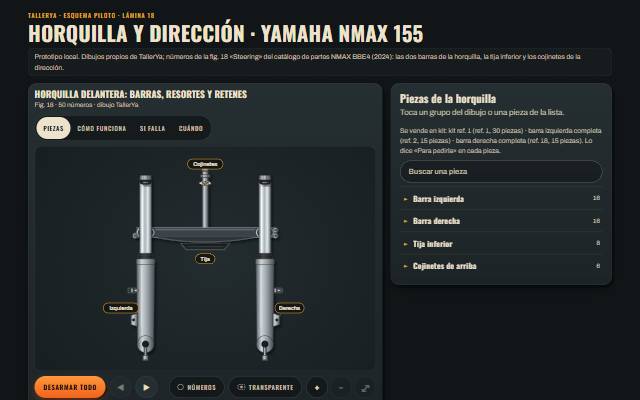 TALLERYA · ESQUEMA PILOTO · LÁMINA 18
HORQUILLA Y DIRECCIÓN · YAMAHA NMAX 155
Prototipo local. Dibujos propios de TallerYa; números de la fig. 18 «Steering» del catálogo de partes NMAX BBE4 (2024): las dos barras de la horquilla, la tija inferior y los cojinetes de la
dirección.
HORQUILLA DELANTERA: BARRAS, RESORTES Y RETENES
Fig. 18 · 50 números · dibujo TallerYa
PIEZAS
CÓMO FUNCIONA
SI FALLA
CUÁNDO
Cojinetes
Tija
Izquierda
Derecha
DESARMAR TODO
NÚMEROS
TRANSPARENTE
+
−
Piezas de la horquilla
Toca un grupo del dibujo o una pieza de la lista.
Se vende en kit: kit ref. 1 (ref. 1, 30 piezas) · barra izquierda completa
(ref. 2, 15 piezas) · barra derecha completa (ref. 18, 15 piezas). Lo
dice «Para pedirla» en cada pieza.
Buscar una pieza
Barra izquierda 18
Barra derecha 18
Tija inferior 8
Cojinetes de arriba 6